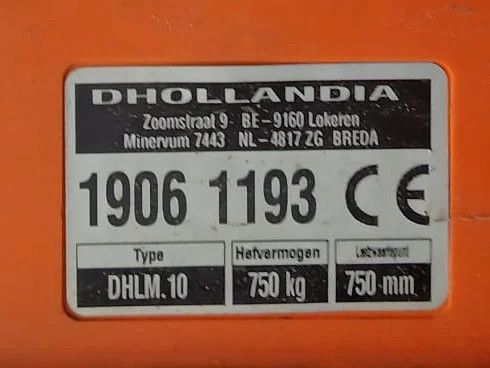 DHOLLANDIA
Zoomstraat 9 BE-9160 Lokeren
Minervum 7443 NL-4817 ZG BREDA
1906 1193 CE
Type Hefvermogen Lastzwaartepunt
DHLM.10 750 kg 750 mm